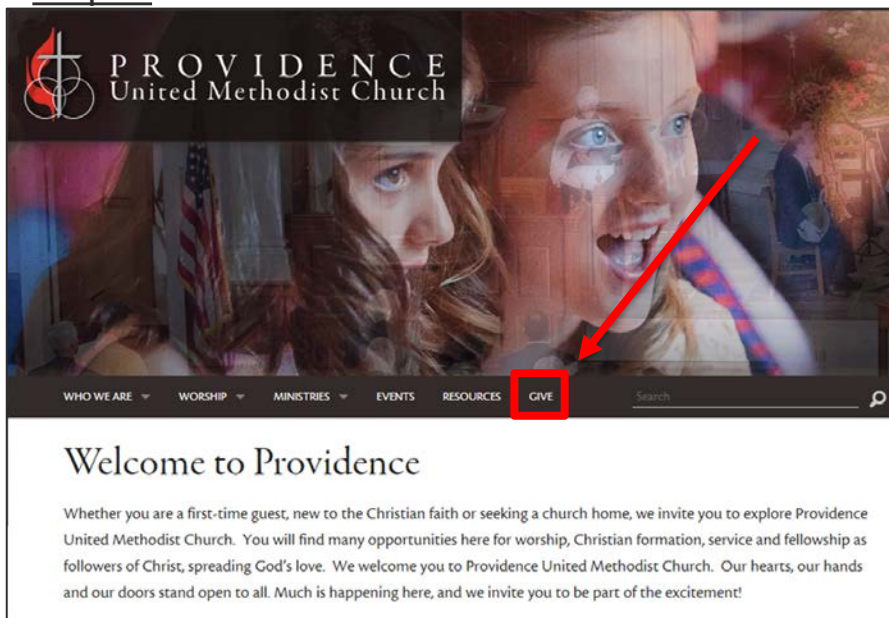 PROVIDENCE
United Methodist Church
WHO WE ARE WORSHIP MINISTRIES EVENTS RESOURCES GIVE Search
Welcome to Providence
Whether you are a first-time guest, new to the Christian faith or seeking a church home, we invite you to explore Providence
United Methodist Church. You will find many opportunities here for worship, Christian formation, service and fellowship as
followers of Christ, spreading God's love. We welcome you to Providence United Methodist Church. Our hearts, our hands
and our doors stand open to all. Much is happening here, and we invite you to be part of the excitement!